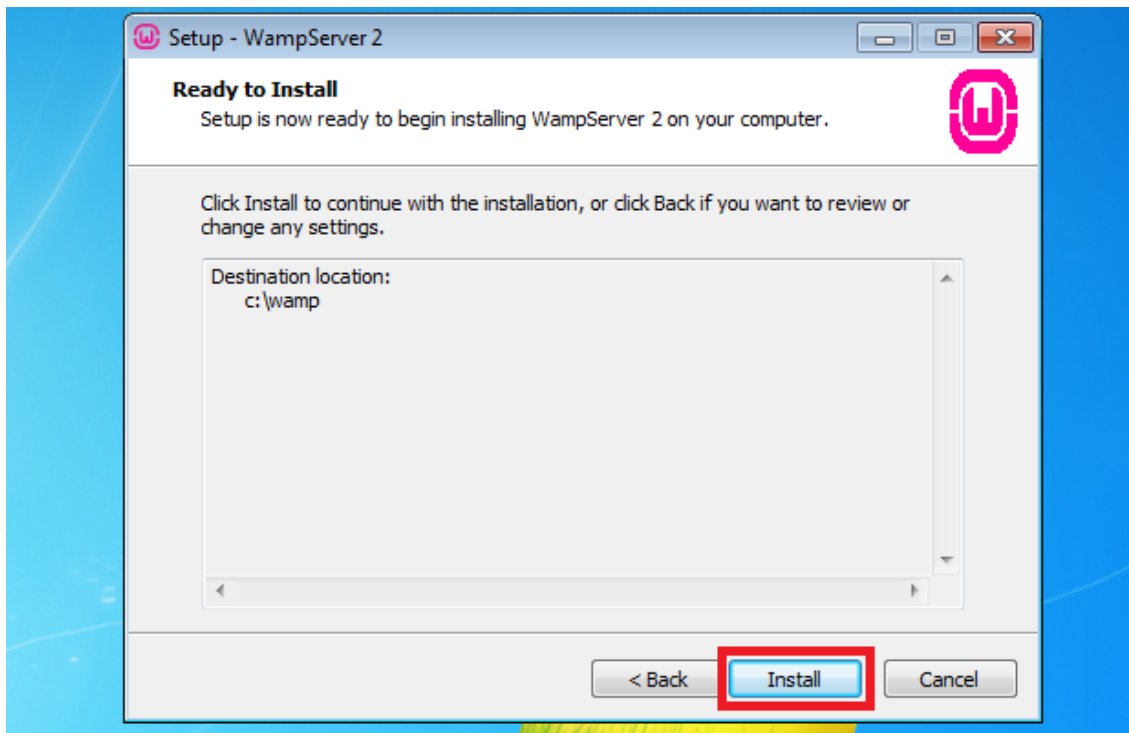 Setup - WampServer 2
Ready to Install
Setup is now ready to begin installing WampServer 2 on your computer.
Click Install to continue with the installation, or click Back if you want to review or
change any settings.
Destination location:
c:\wamp
< Back
Install
Cancel